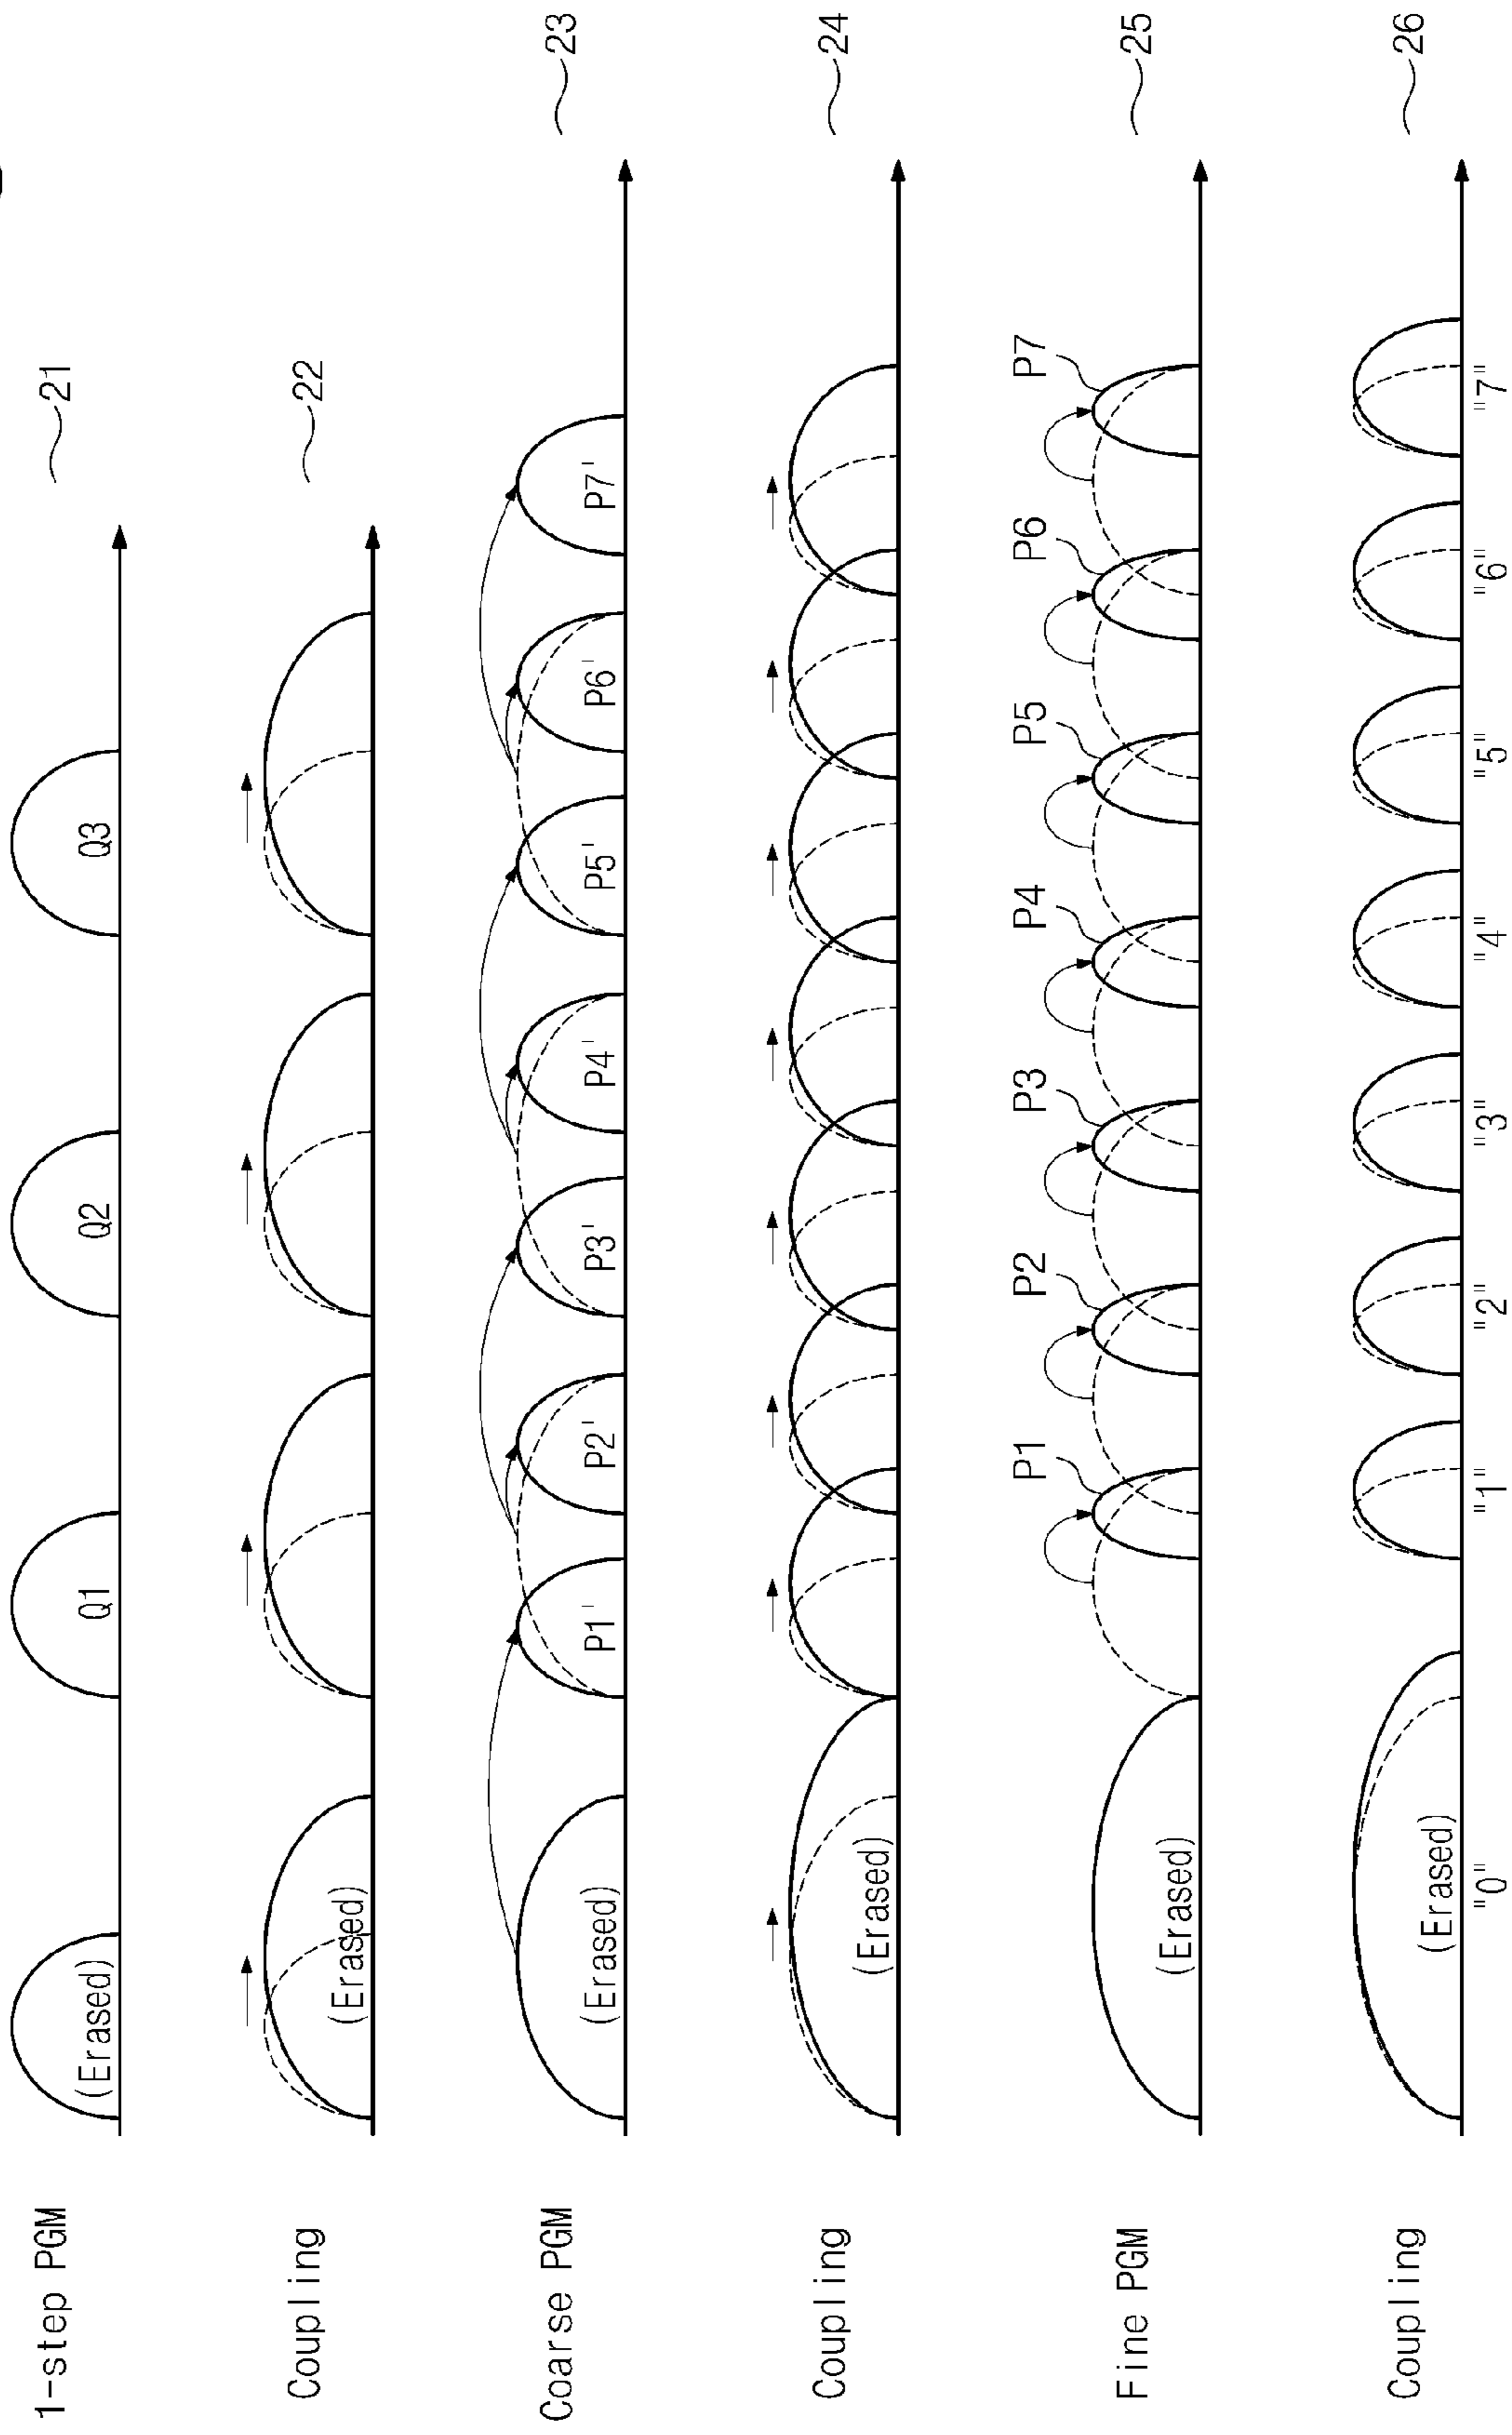 1-step PGM
(Erased) Q1 Q2 Q3 21
Coupling
(Erased) 22
Coarse PGM
(Erased) P1' P2' P3' P4' P5' P6' P7' 23
Coupling
(Erased) 24
Fine PGM
(Erased) P1 P2 P3 P4 P5 P6 P7 25
Coupling
(Erased) 26
"0" "1" "2" "3" "4" "5" "6" "7"